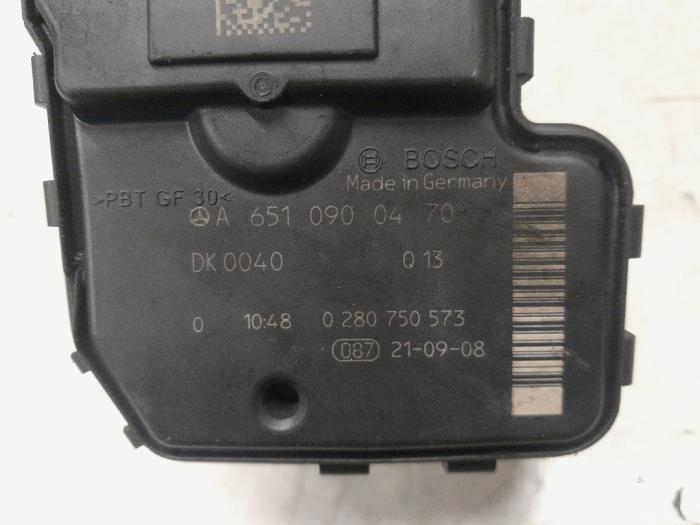 BOSCH
Made in Germany
>PBT GF 30<
A 651 090 04 70
DK 0040 Q 13
0 10:48 0 280 750 573
087 21-09-08